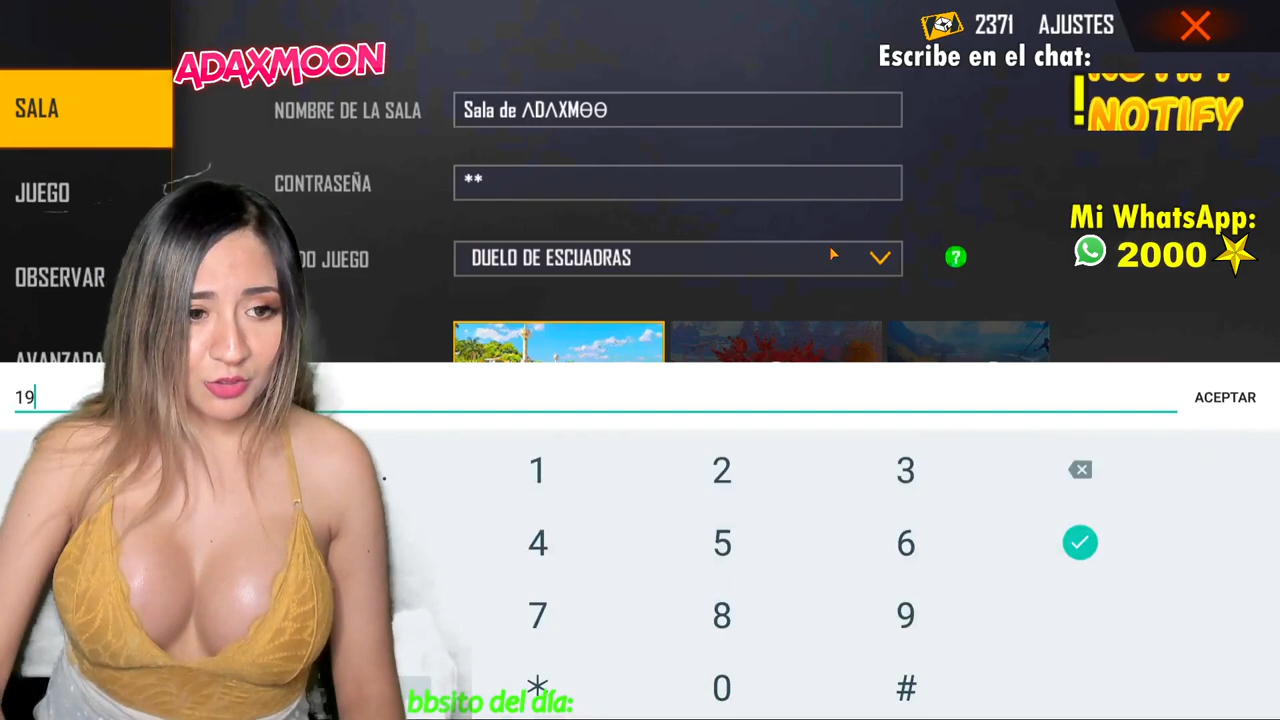 2371 AJUSTES
Escribe en el chat:
ADAXMOON
SALA
NOMBRE DE LA SALA
Sala de ΛDΛXMӨӨ
NOTIFY
!NOTIFY
JUEGO
CONTRASEÑA
**
Mi WhatsApp:
2000
DO JUEGO
DUELO DE ESCUADRAS
?
OBSERVAR
AVANZADA
19
ACEPTAR
1 2 3
4 5 6
7 8 9
* 0 #
bbsito del día: